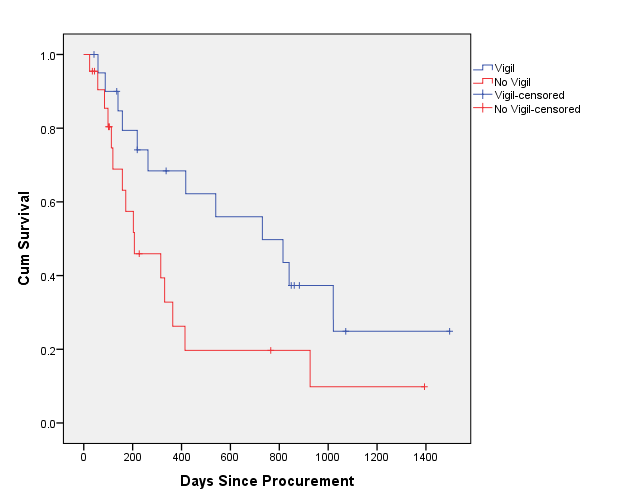 1.0
0.8
0.6
0.4
0.2
0.0
Cum Survival
0 200 400 600 800 1000 1200 1400
Days Since Procurement
Vigil
No Vigil
Vigil-censored
No Vigil-censored